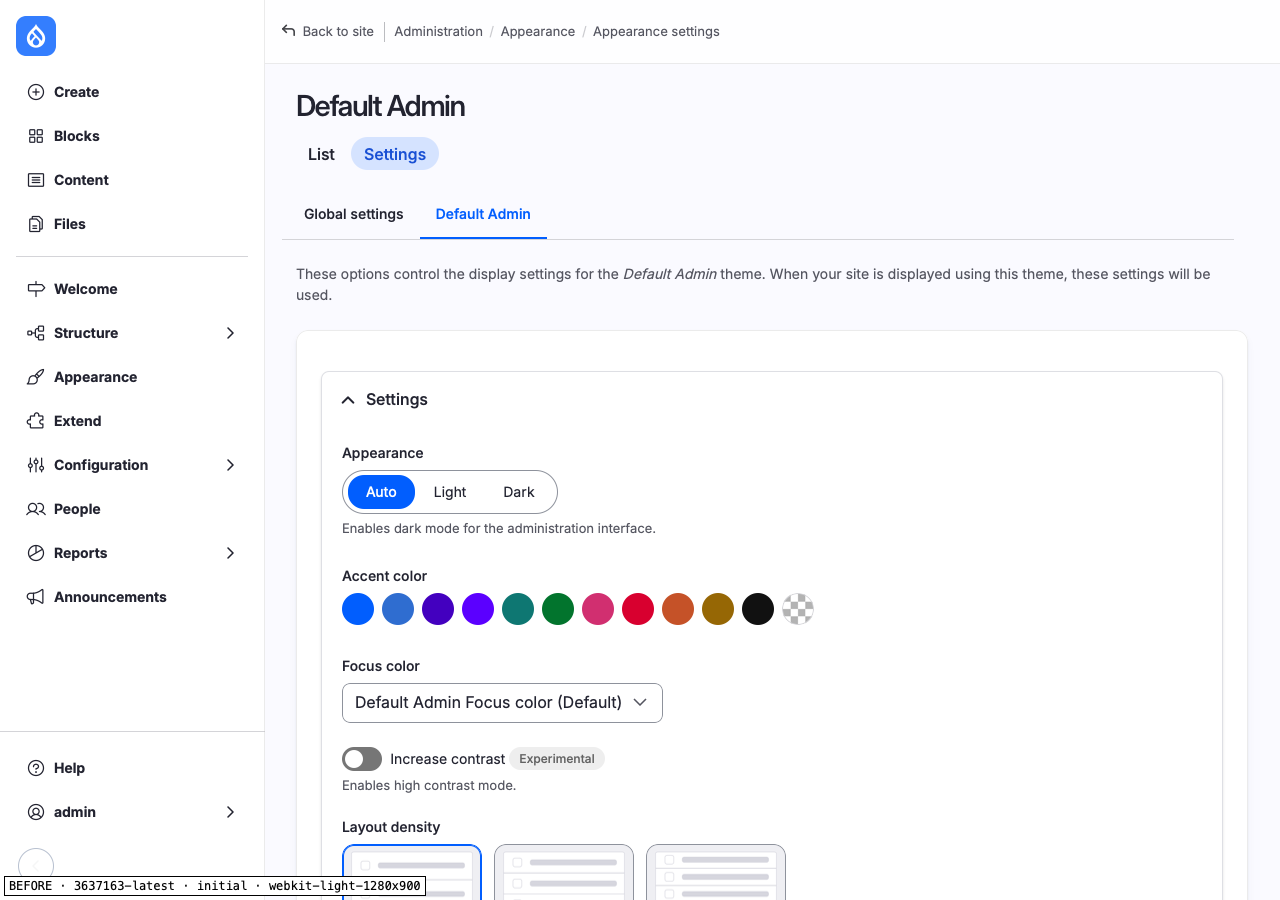 Back to site
Administration / Appearance / Appearance settings
Create
Blocks
Content
Files
Welcome
Structure
Appearance
Extend
Configuration
People
Reports
Announcements
Help
admin
Default Admin
List Settings
Global settings Default Admin
These options control the display settings for the Default Admin theme. When your site is displayed using this theme, these settings will be
used.
Settings
Appearance
Auto Light Dark
Enables dark mode for the administration interface.
Accent color
Focus color
Default Admin Focus color (Default)
Increase contrast Experimental
Enables high contrast mode.
Layout density
BEFORE · 3637163-latest · initial · webkit-light-1280x900